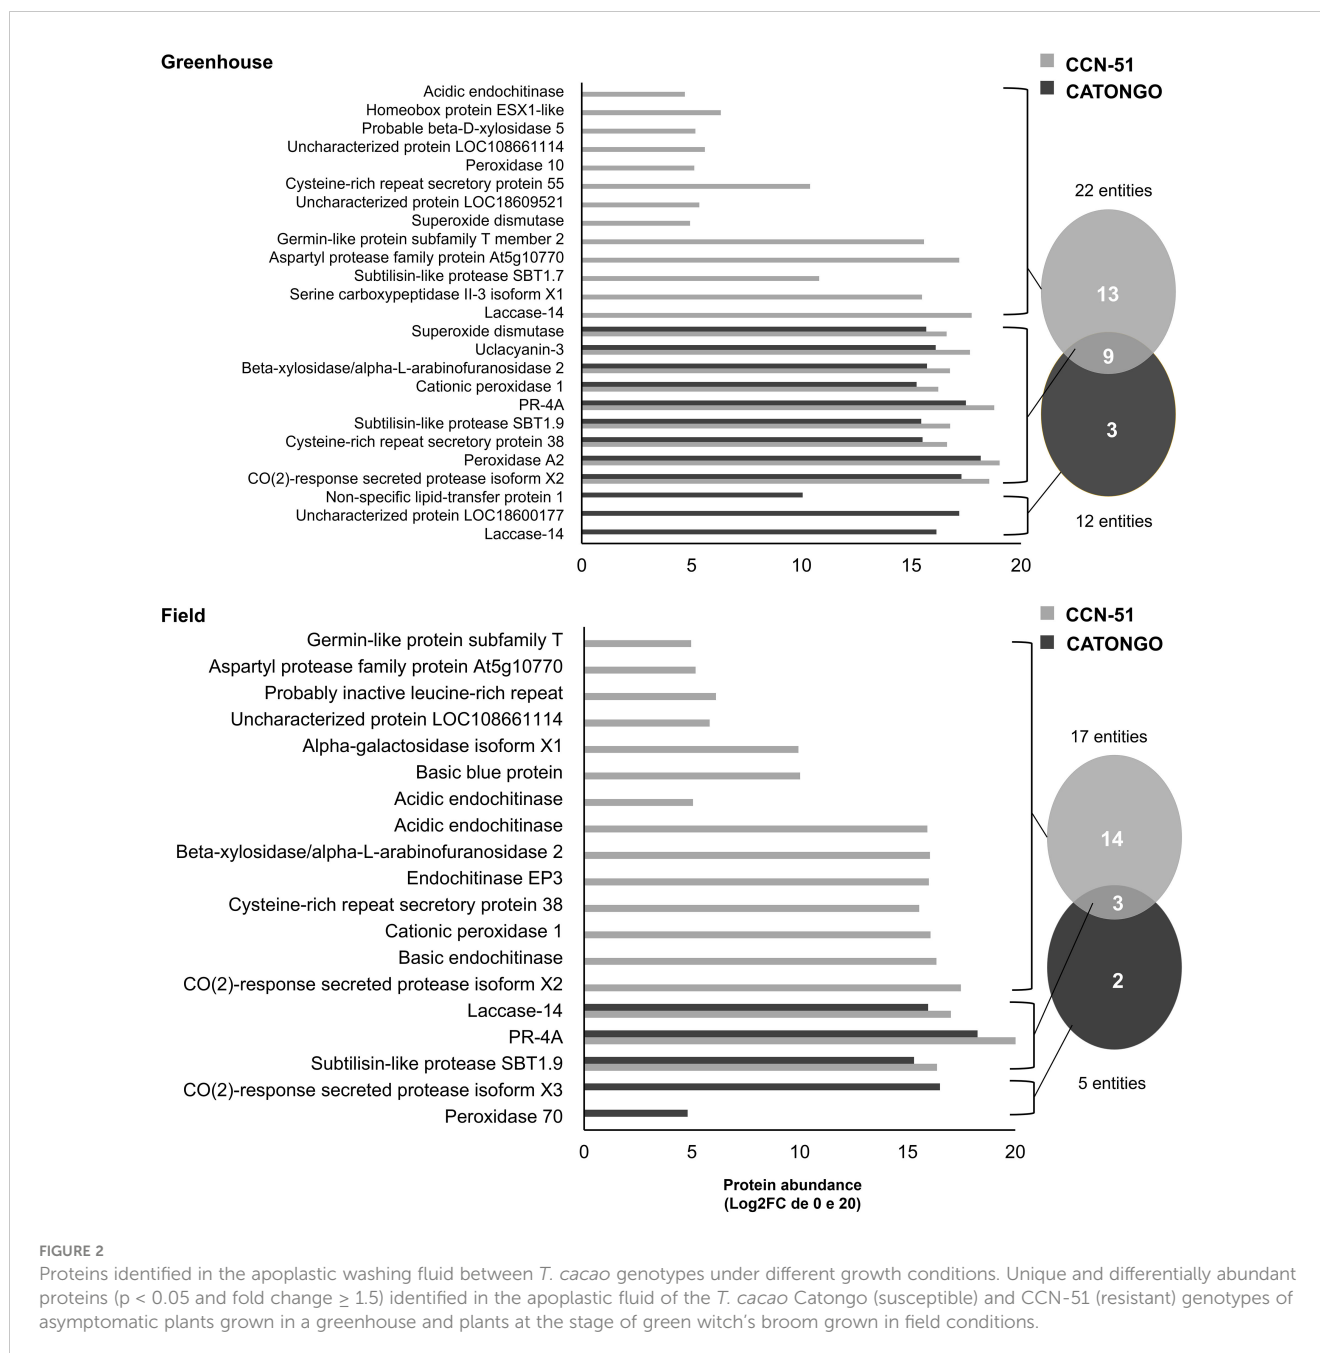 Greenhouse
CCN-51
CATONGO
Acidic endochitinase
Homeobox protein ESX1-like
Probable beta-D-xylosidase 5
Uncharacterized protein LOC108661114
Peroxidase 10
Cysteine-rich repeat secretory protein 55
Uncharacterized protein LOC18609521
Superoxide dismutase
Germin-like protein subfamily T member 2
Aspartyl protease family protein At5g10770
Subtilisin-like protease SBT1.7
Serine carboxypeptidase II-3 isoform X1
Laccase-14
Superoxide dismutase
Uclacyanin-3
Beta-xylosidase/alpha-L-arabinofuranosidase 2
Cationic peroxidase 1
PR-4A
Subtilisin-like protease SBT1.9
Cysteine-rich repeat secretory protein 38
Peroxidase A2
CO(2)-response secreted protease isoform X2
Non-specific lipid-transfer protein 1
Uncharacterized protein LOC18600177
Laccase-14
0 5 10 15 20
22 entities
13
9
3
12 entities
Field
CCN-51
CATONGO
Germin-like protein subfamily T
Aspartyl protease family protein At5g10770
Probably inactive leucine-rich repeat
Uncharacterized protein LOC108661114
Alpha-galactosidase isoform X1
Basic blue protein
Acidic endochitinase
Acidic endochitinase
Beta-xylosidase/alpha-L-arabinofuranosidase 2
Endochitinase EP3
Cysteine-rich repeat secretory protein 38
Cationic peroxidase 1
Basic endochitinase
CO(2)-response secreted protease isoform X2
Laccase-14
PR-4A
Subtilisin-like protease SBT1.9
CO(2)-response secreted protease isoform X3
Peroxidase 70
0 5 10 15 20
17 entities
14
3
2
5 entities
Protein abundance
(Log2FC de 0 e 20)
FIGURE 2
Proteins identified in the apoplastic washing fluid between T. cacao genotypes under different growth conditions. Unique and differentially abundant
proteins (p < 0.05 and fold change ≥ 1.5) identified in the apoplastic fluid of the T. cacao Catongo (susceptible) and CCN-51 (resistant) genotypes of
asymptomatic plants grown in a greenhouse and plants at the stage of green witch's broom grown in field conditions.